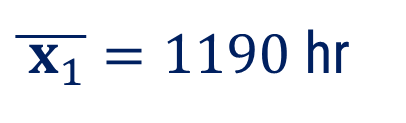 x̅₁ = 1190 hr